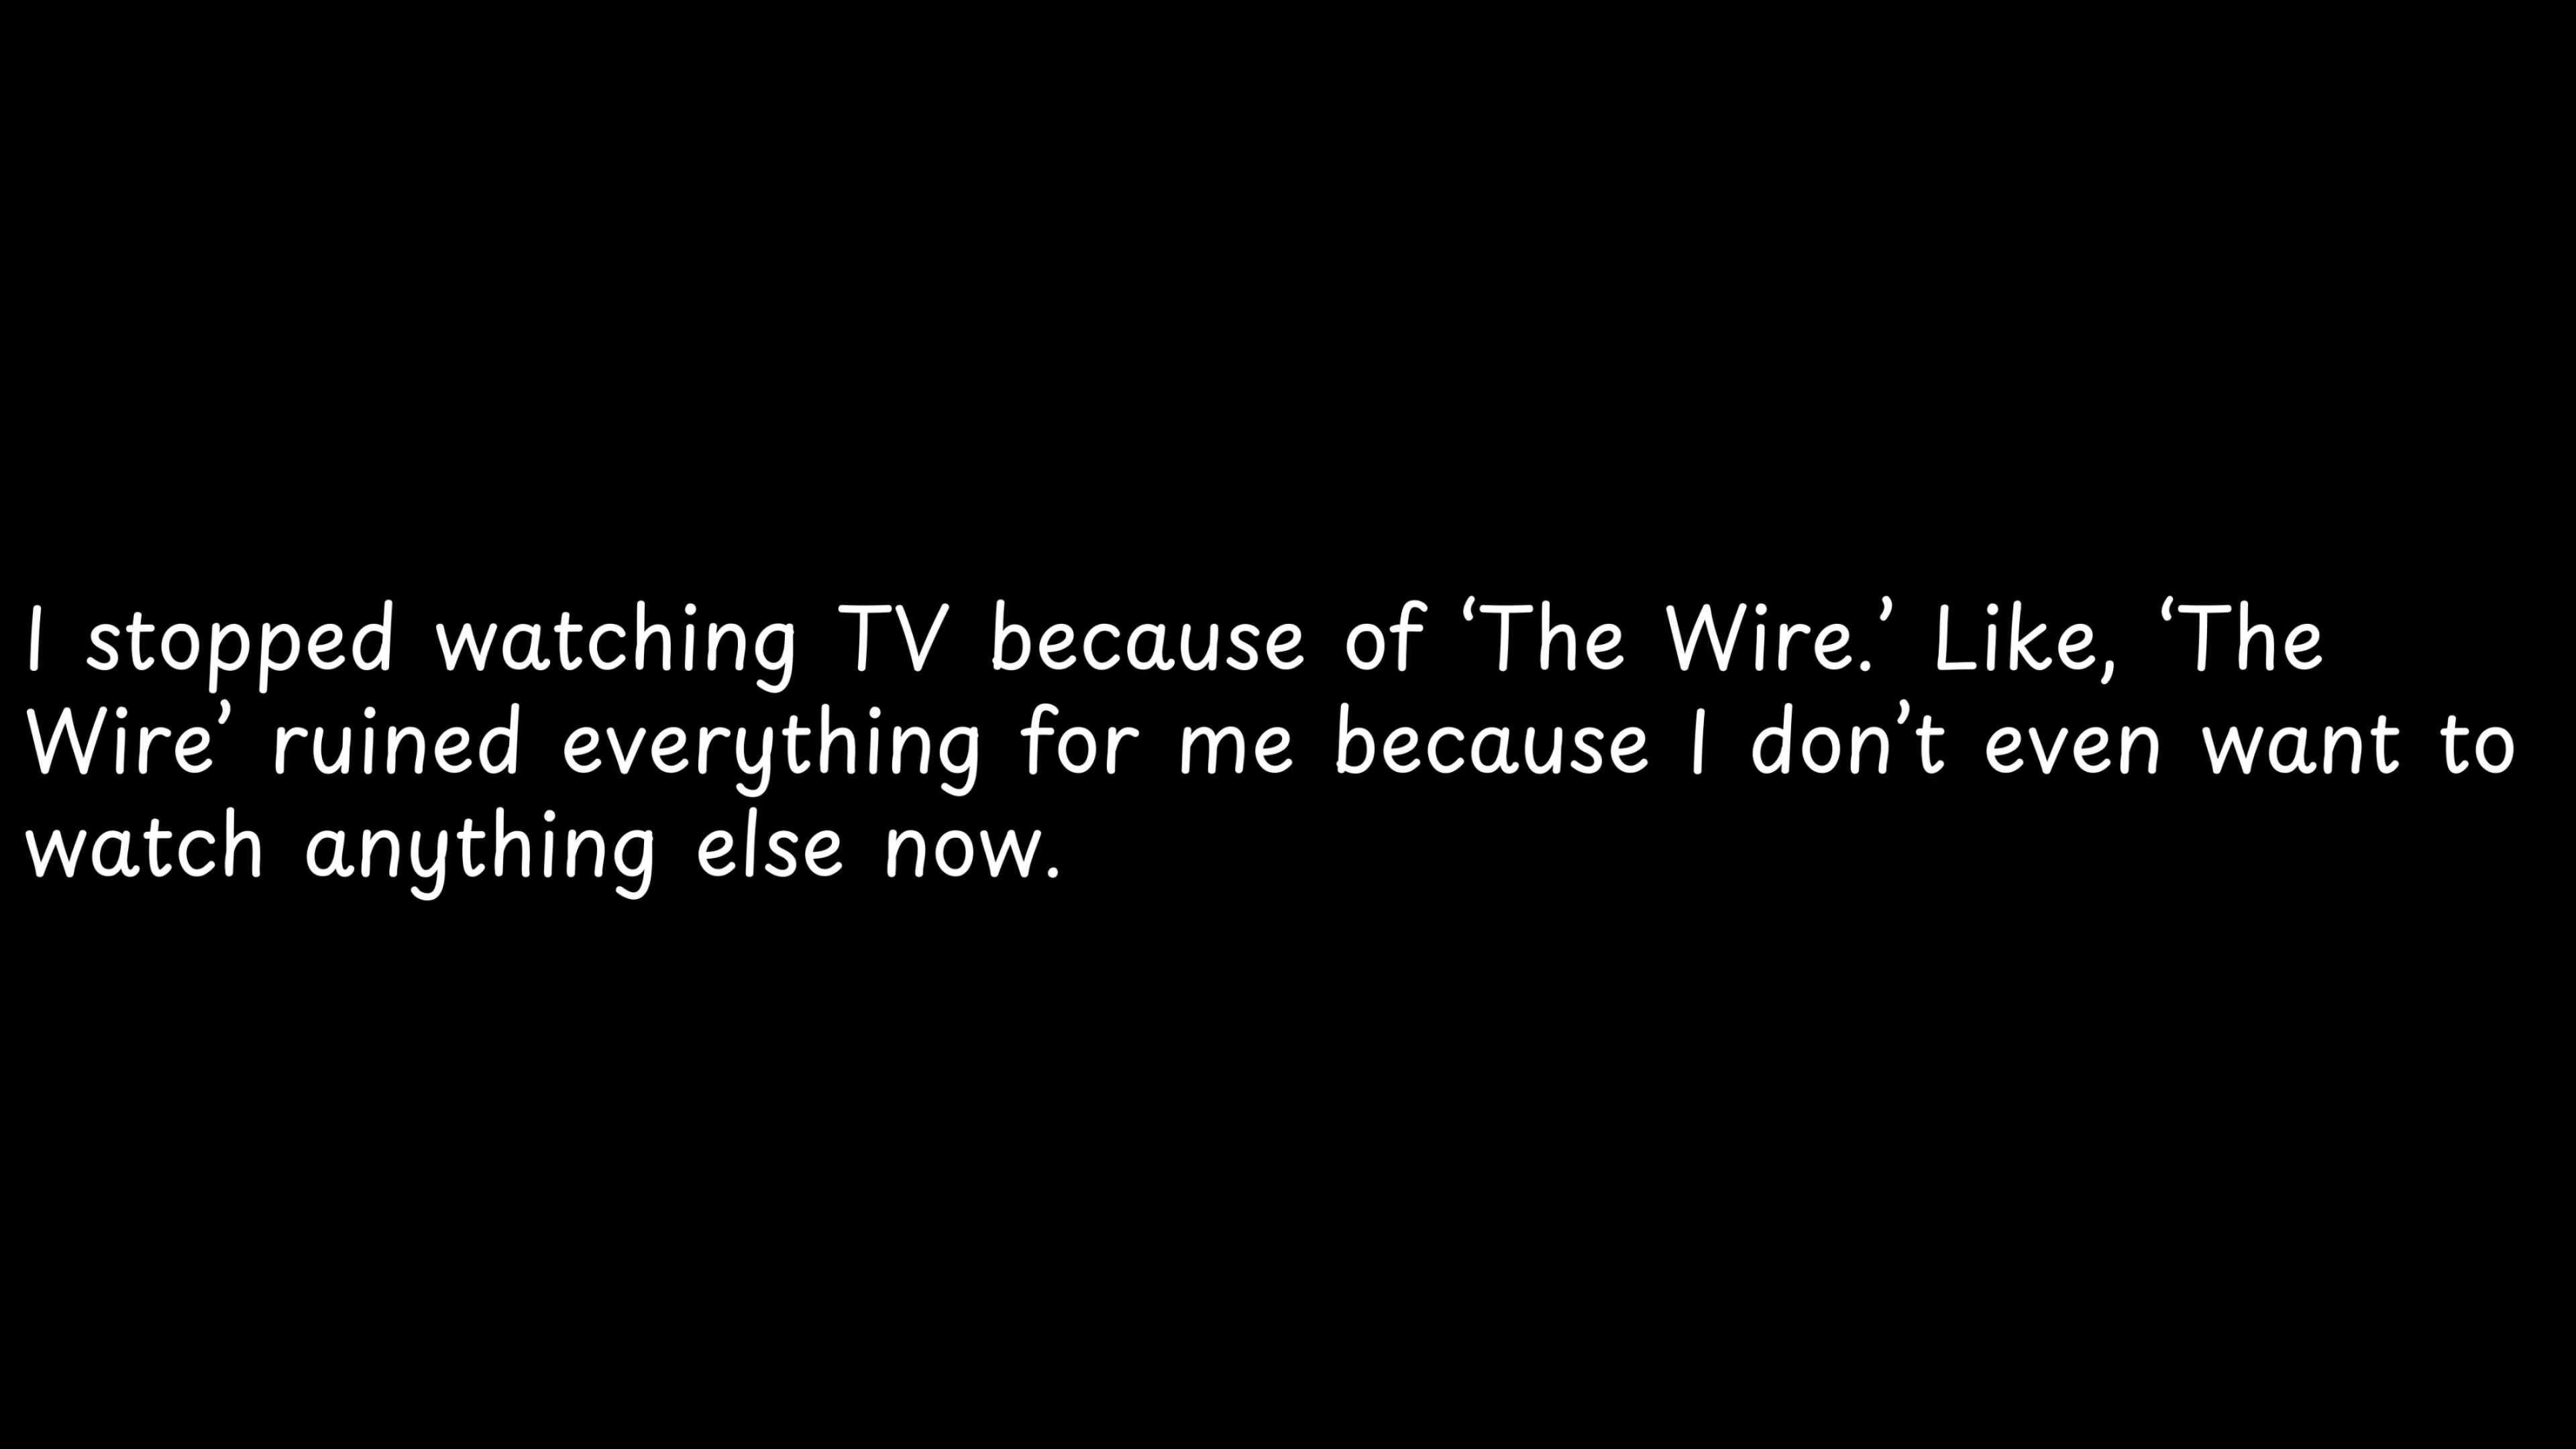 I stopped watching TV because of ‘The Wire.’ Like, ‘The
Wire’ ruined everything for me because I don’t even want to
watch anything else now.